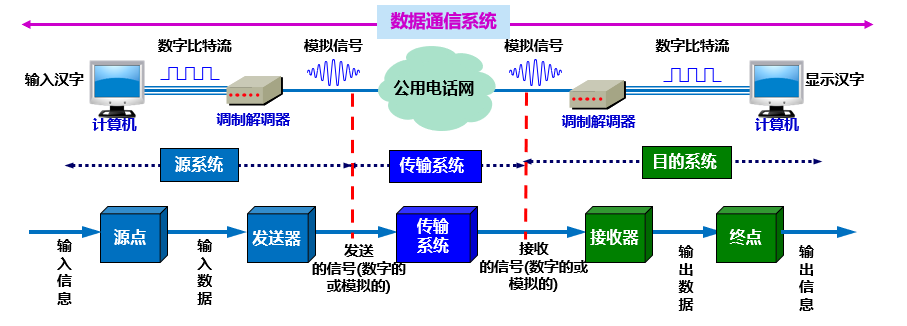 数据通信系统
数字比特流
模拟信号
模拟信号
数字比特流
输入汉字
公用电话网
显示汉字
计算机
调制解调器
调制解调器
计算机
源系统
传输系统
目的系统
源点
发送器
传输
系统
接收器
终点
输入信息
输入数据
发送
的信号(数字的
或模拟的)
接收
的信号(数字的或
模拟的)
输出数据
输出信息